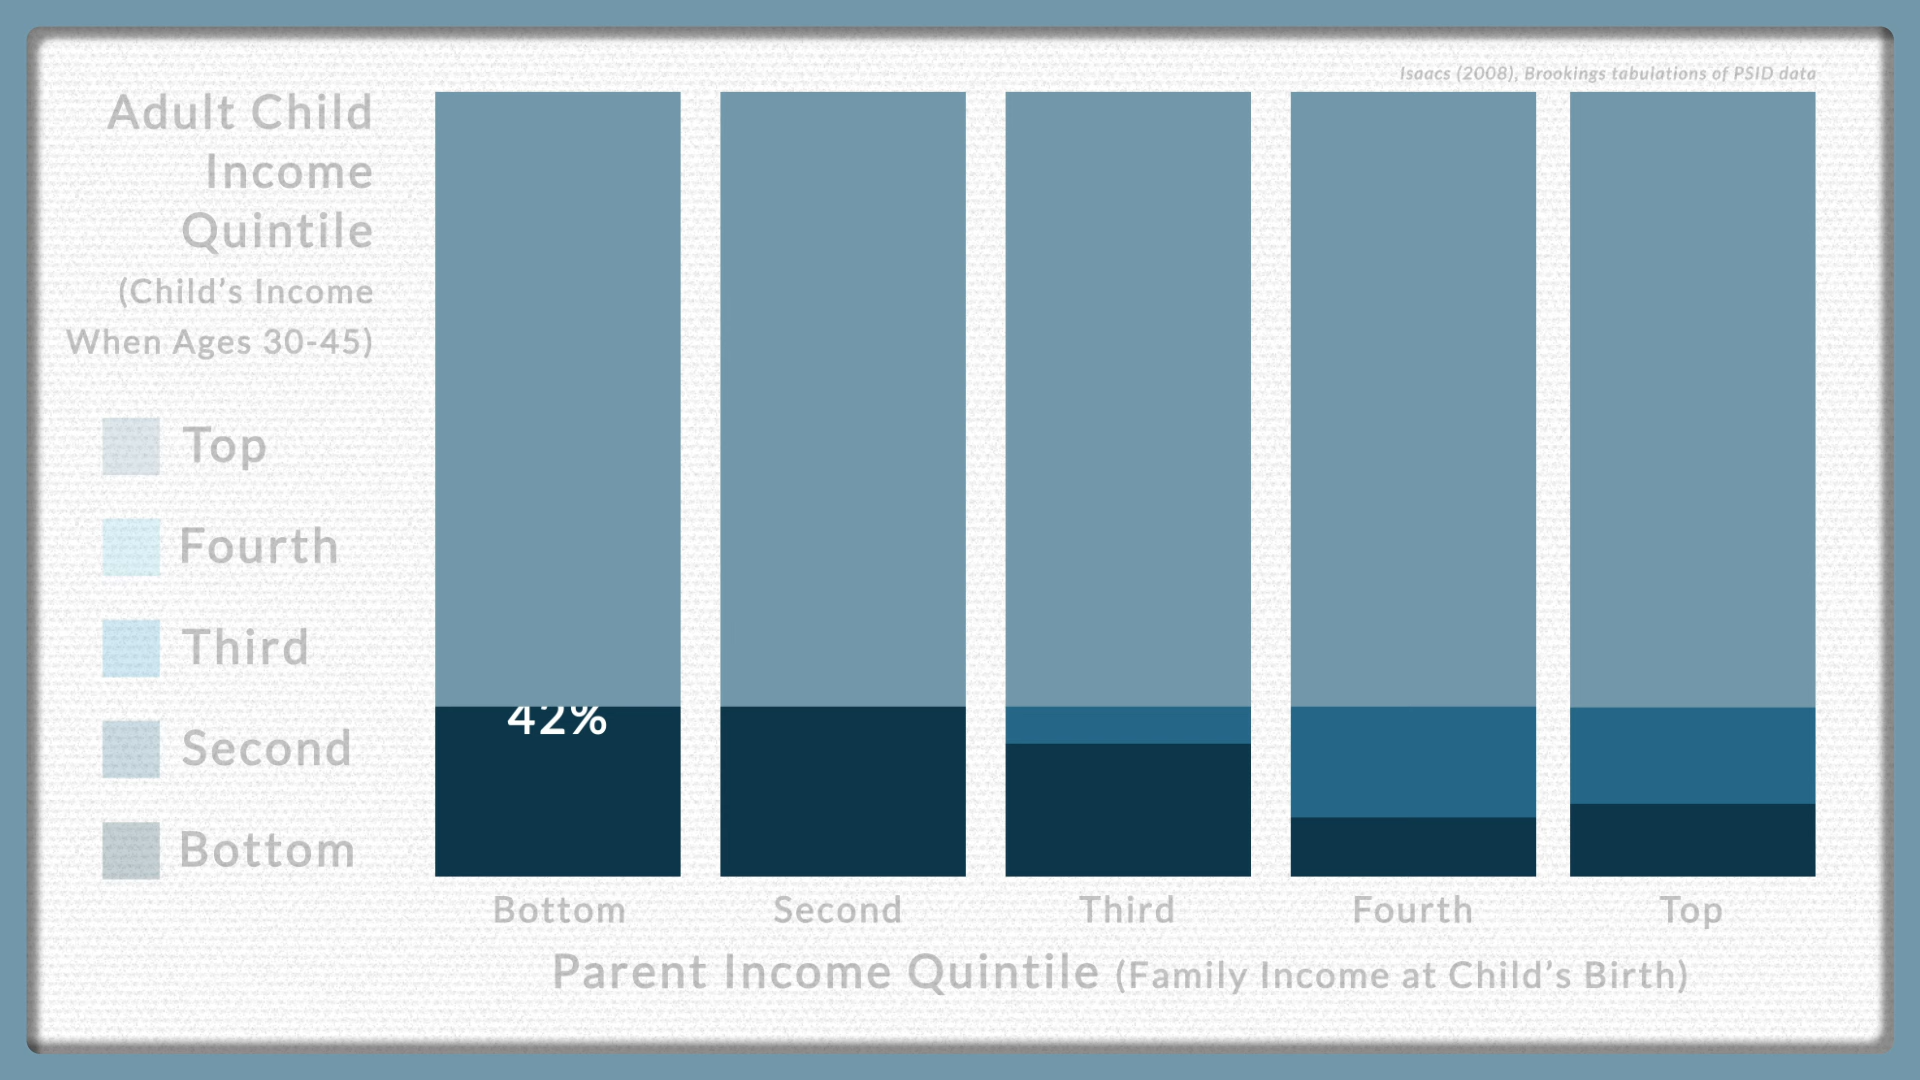 Isaacs (2008), Brookings tabulations of PSID data
Adult Child
Income
Quintile
(Child’s Income
When Ages 30-45)
Top
Fourth
Third
Second
Bottom
42%
Bottom Second Third Fourth Top
Parent Income Quintile (Family Income at Child’s Birth)